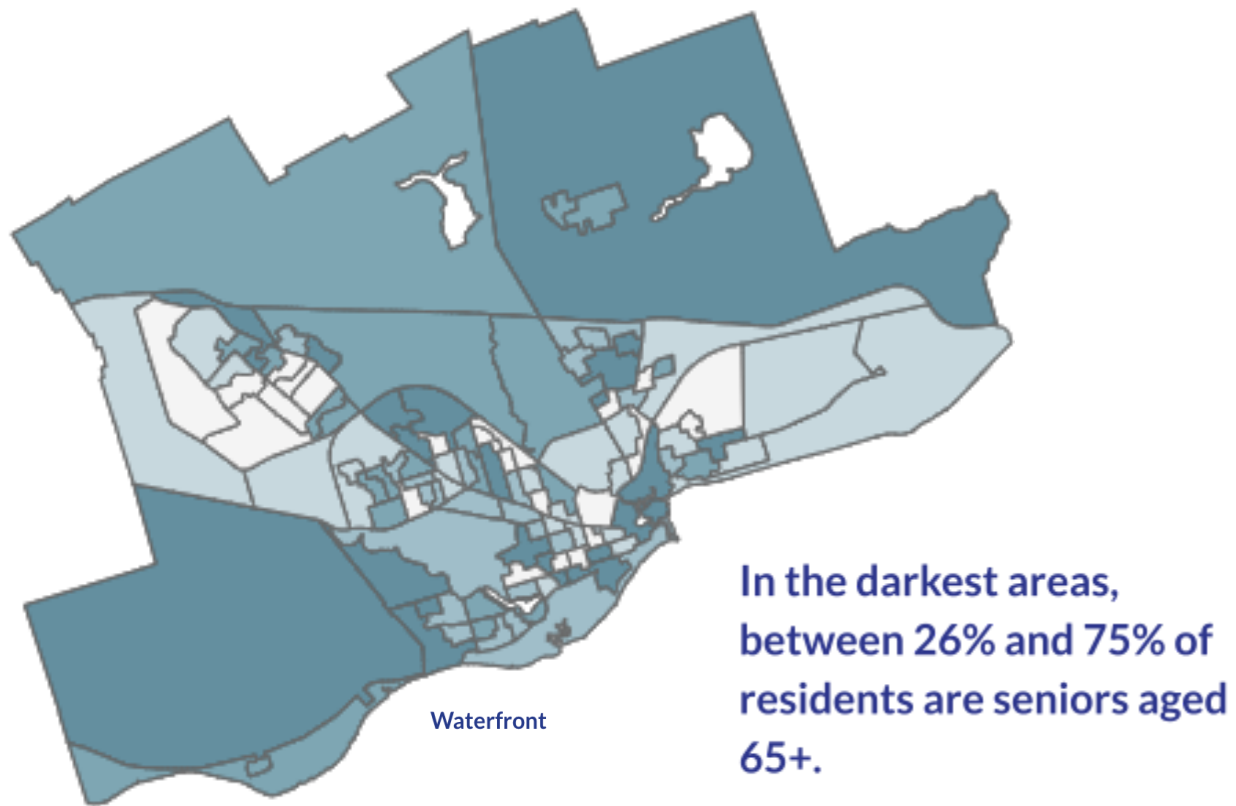 In the darkest areas,
between 26% and 75% of
residents are seniors aged
65+.
Waterfront